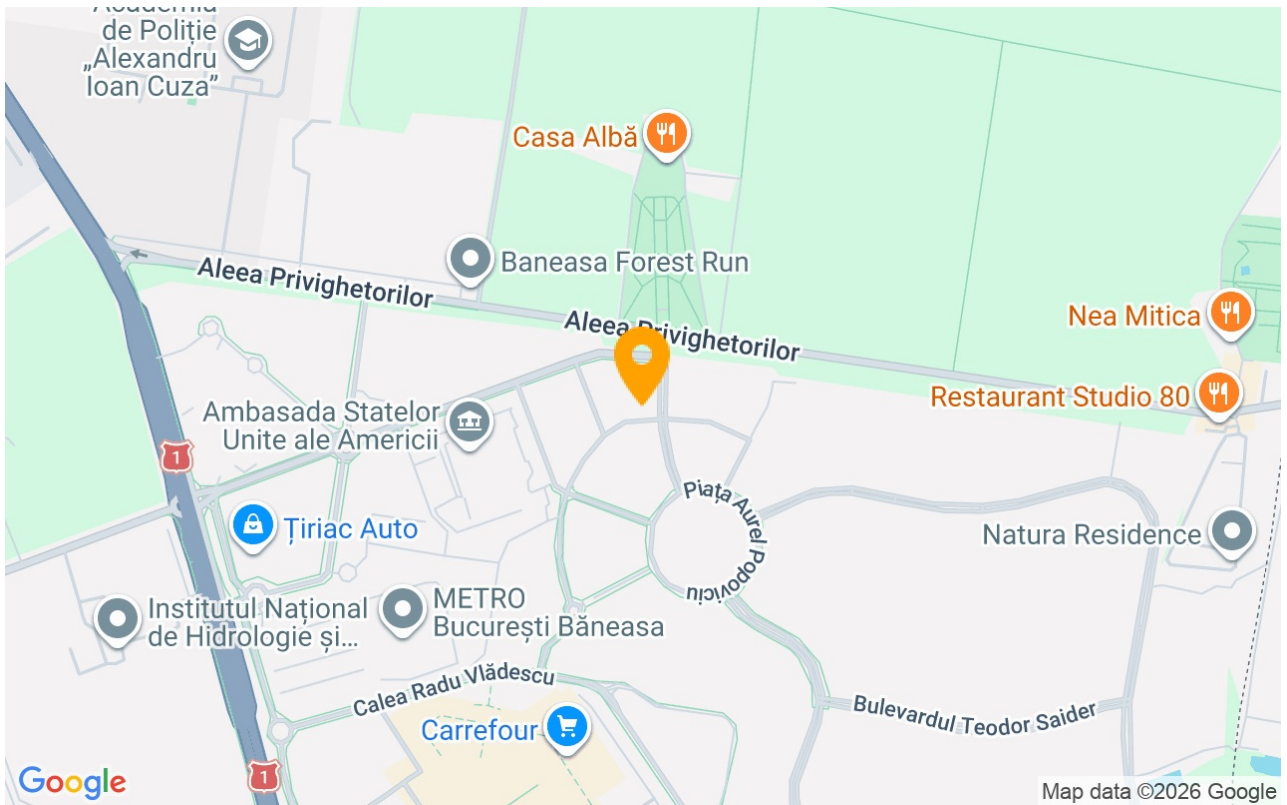 Academia
de Poliție
„Alexandru
Ioan Cuza”
Casa Albă
Baneasa Forest Run
Aleea Privighetorilor
Aleea Privighetorilor
Nea Mitica
Restaurant Studio 80
Ambasada Statelor
Unite ale Americii
1
Țiriac Auto
Piața Aurel Popoviciu
Natura Residence
Institutul Național
de Hidrologie și...
METRO
București Băneasa
Calea Radu Vlădescu
Bulevardul Teodor Saider
Carrefour
1
Google
Map data ©2026 Google